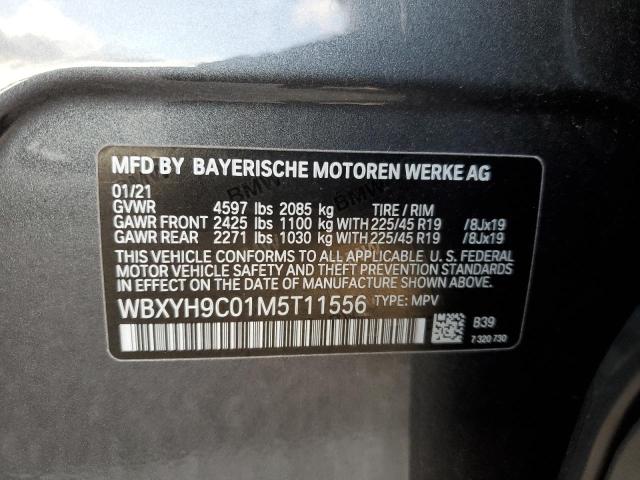 MFD BY BAYERISCHE MOTOREN WERKE AG
01/21
GVWR 4597 lbs 2085 kg TIRE / RIM
GAWR FRONT 2425 lbs 1100 kg WITH 225/45 R19 /8Jx19
GAWR REAR 2271 lbs 1030 kg WITH 225/45 R19 /8Jx19
THIS VEHICLE CONFORMS TO ALL APPLICABLE U. S. FEDERAL
MOTOR VEHICLE SAFETY AND THEFT PREVENTION STANDARDS
IN EFFECT ON THE DATE OF MANUFACTURE SHOWN ABOVE.
WBXYH9C01M5T11556 TYPE: MPV
B39
7 320 730